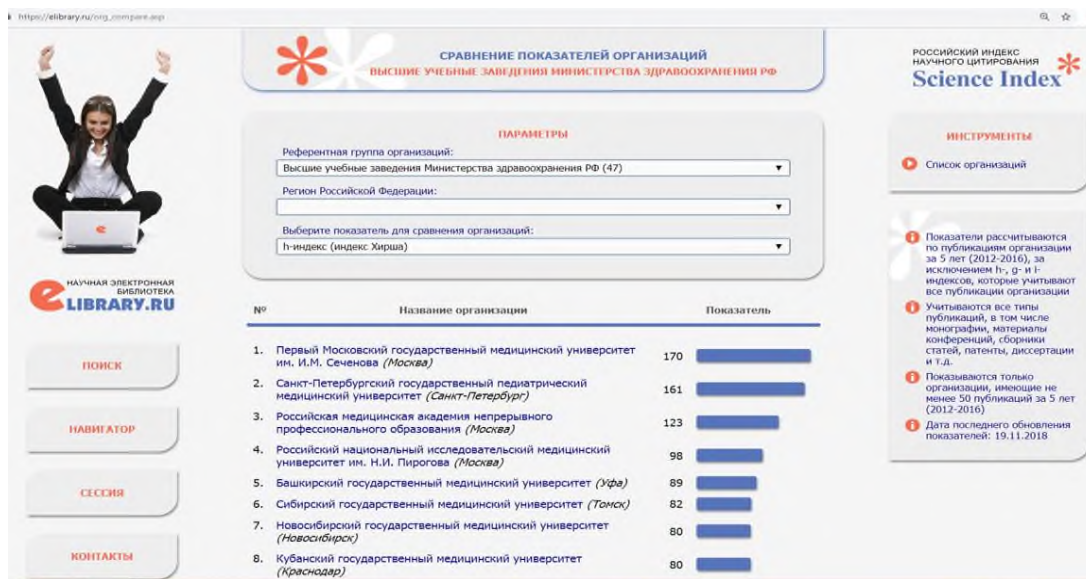 https://elibrary.ru/org_compare.asp
СРАВНЕНИЕ ПОКАЗАТЕЛЕЙ ОРГАНИЗАЦИЙ
ВЫСШИЕ УЧЕБНЫЕ ЗАВЕДЕНИЯ МИНИСТЕРСТВА ЗДРАВООХРАНЕНИЯ РФ
РОССИЙСКИЙ ИНДЕКС
НАУЧНОГО ЦИТИРОВАНИЯ
Science Index
ПАРАМЕТРЫ
Референтная группа организаций:
Высшие учебные заведения Министерства здравоохранения РФ (47)
Регион Российской Федерации:
Выберите показатель для сравнения организаций:
h-индекс (индекс Хирша)
ИНСТРУМЕНТЫ
Список организаций
Показатели рассчитываются
по публикациям организации
за 5 лет (2012-2016), за
исключением h-, g- и i-
индексов, которые учитывают
все публикации организации
Учитываются все типы
публикаций, в том числе
монографии, материалы
конференций, сборники
статей, патенты, диссертации
и т.д.
Показываются только
организации, имеющие не
менее 50 публикаций за 5 лет
(2012-2016)
Дата последнего обновления
показателей: 19.11.2018
НАУЧНАЯ ЭЛЕКТРОННАЯ
БИБЛИОТЕКА
eLIBRARY.RU
ПОИСК
НАВИГАТОР
СЕССИЯ
КОНТАКТЫ
№ Название организации Показатель
1. Первый Московский государственный медицинский университет
им. И.М. Сеченова (Москва) 170
2. Санкт-Петербургский государственный педиатрический
медицинский университет (Санкт-Петербург) 161
3. Российская медицинская академия непрерывного
профессионального образования (Москва) 123
4. Российский национальный исследовательский медицинский
университет им. Н.И. Пирогова (Москва) 98
5. Башкирский государственный медицинский университет (Уфа) 89
6. Сибирский государственный медицинский университет (Томск) 82
7. Новосибирский государственный медицинский университет
(Новосибирск) 80
8. Кубанский государственный медицинский университет
(Краснодар) 80